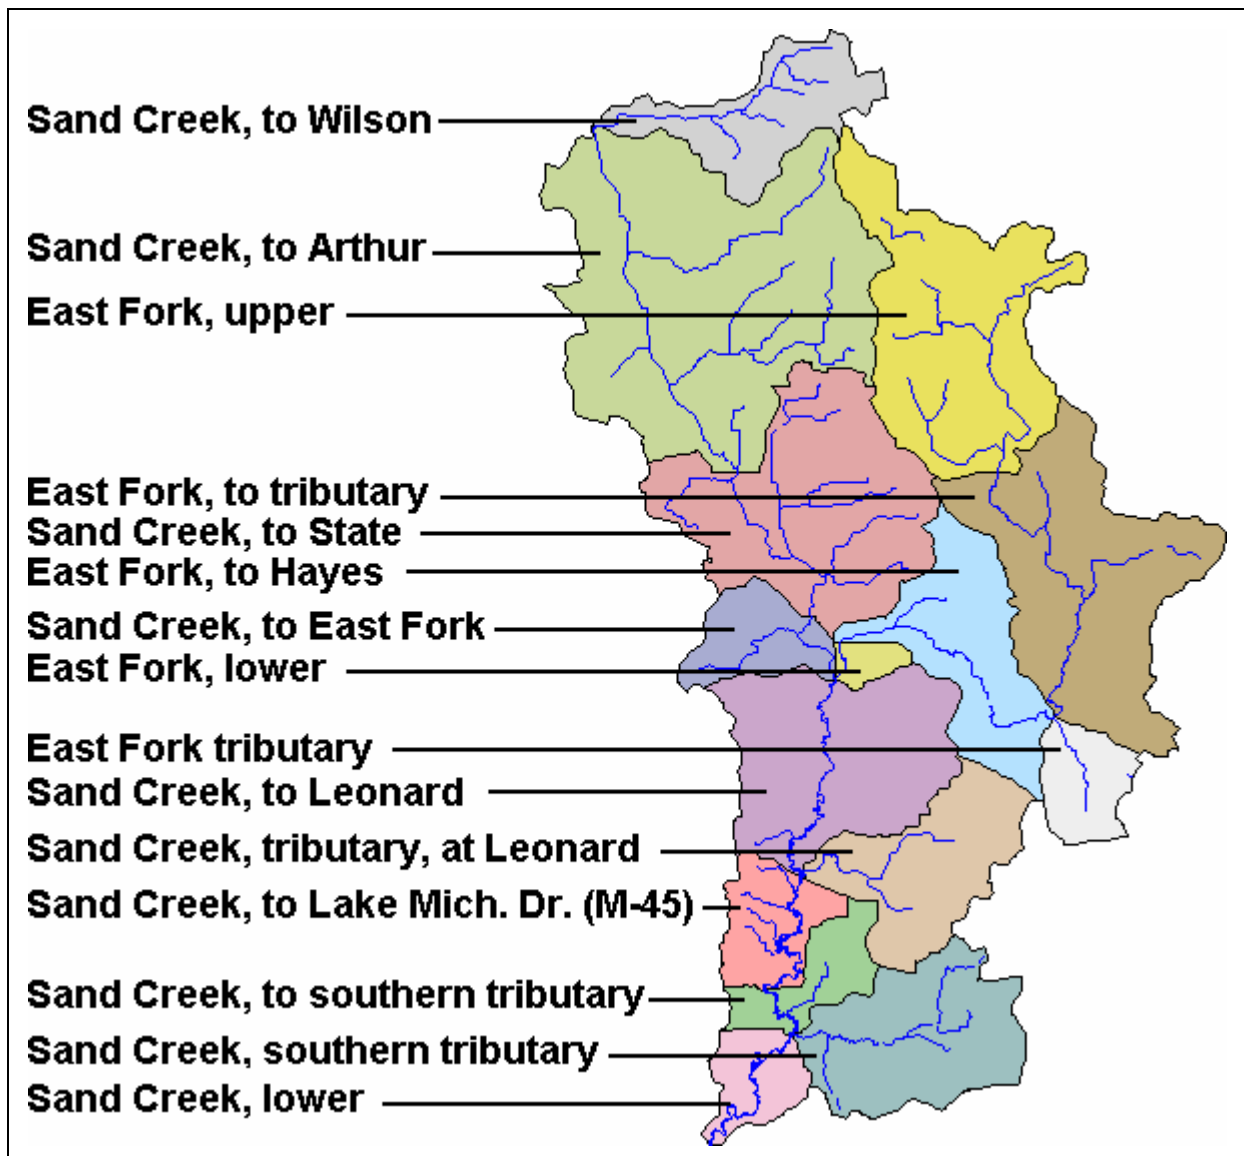 Sand Creek, to Wilson
Sand Creek, to Arthur
East Fork, upper
East Fork, to tributary
Sand Creek, to State
East Fork, to Hayes
Sand Creek, to East Fork
East Fork, lower
East Fork tributary
Sand Creek, to Leonard
Sand Creek, tributary, at Leonard
Sand Creek, to Lake Mich. Dr. (M-45)
Sand Creek, to southern tributary
Sand Creek, southern tributary
Sand Creek, lower